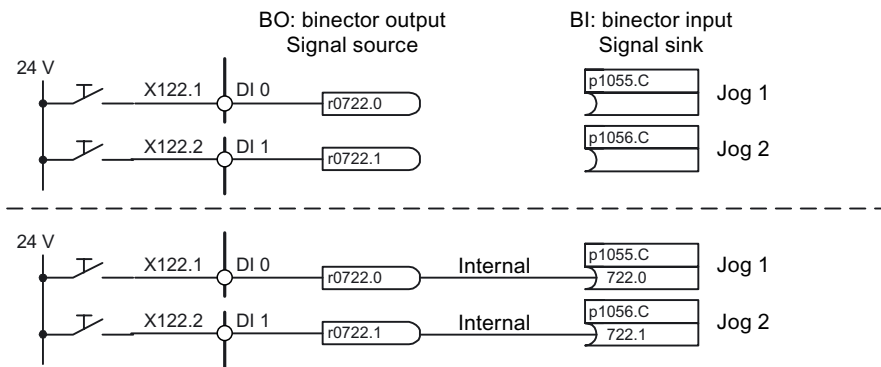 BO: binector output BI: binector input
Signal source Signal sink
24 V
X122.1 DI 0 r0722.0 p1055.C Jog 1
X122.2 DI 1 r0722.1 p1056.C Jog 2
24 V
X122.1 DI 0 r0722.0 Internal p1055.C 722.0 Jog 1
X122.2 DI 1 r0722.1 Internal p1056.C 722.1 Jog 2